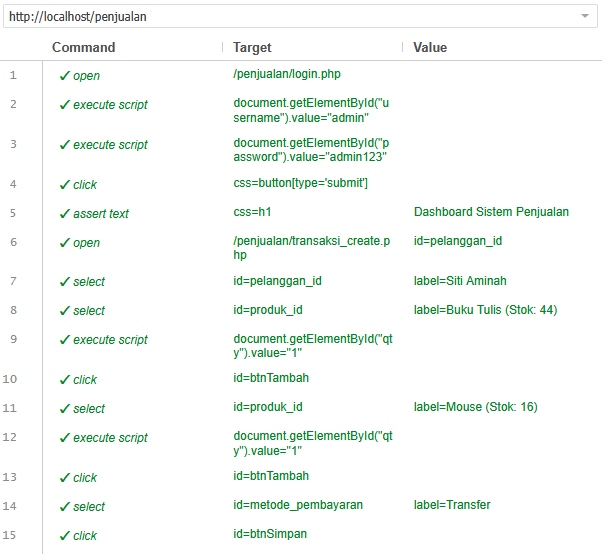 http://localhost/penjualan
Command Target Value
1 ✓ open /penjualan/login.php
2 ✓ execute script document.getElementById("u
sername").value="admin"
3 ✓ execute script document.getElementById("p
assword").value="admin123"
4 ✓ click css=button[type='submit']
5 ✓ assert text css=h1 Dashboard Sistem Penjualan
6 ✓ open /penjualan/transaksi_create.p
hp id=pelanggan_id
7 ✓ select id=pelanggan_id label=Siti Aminah
8 ✓ select id=produk_id label=Buku Tulis (Stok: 44)
9 ✓ execute script document.getElementById("qt
y").value="1"
10 ✓ click id=btnTambah
11 ✓ select id=produk_id label=Mouse (Stok: 16)
12 ✓ execute script document.getElementById("qt
y").value="1"
13 ✓ click id=btnTambah
14 ✓ select id=metode_pembayaran label=Transfer
15 ✓ click id=btnSimpan